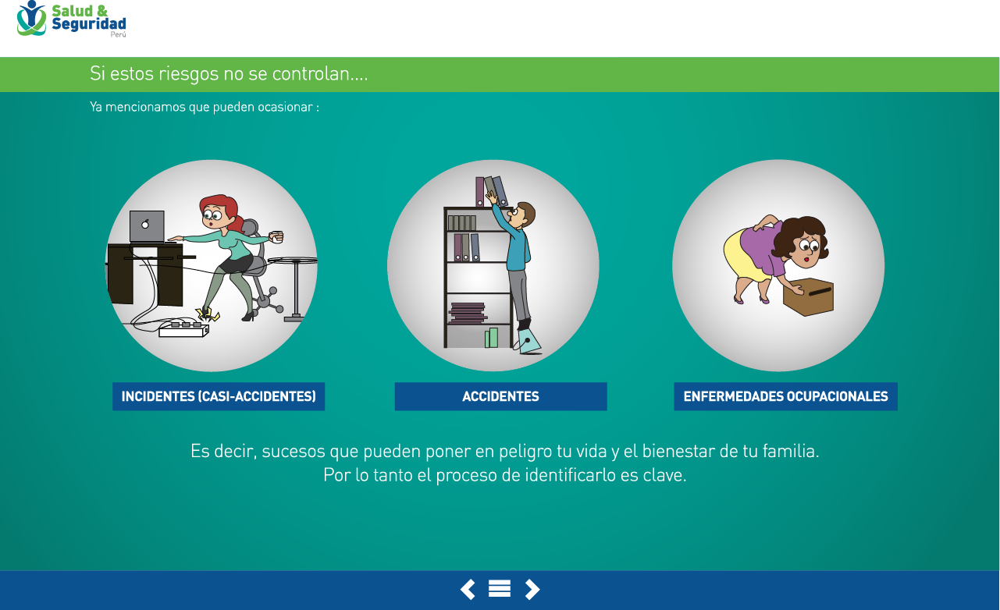 Salud &
Seguridad
Perú
Si estos riesgos no se controlan....
Ya mencionamos que pueden ocasionar :
INCIDENTES (CASI-ACCIDENTES)
ACCIDENTES
ENFERMEDADES OCUPACIONALES
Es decir, sucesos que pueden poner en peligro tu vida y el bienestar de tu familia.
Por lo tanto el proceso de identificarlo es clave.